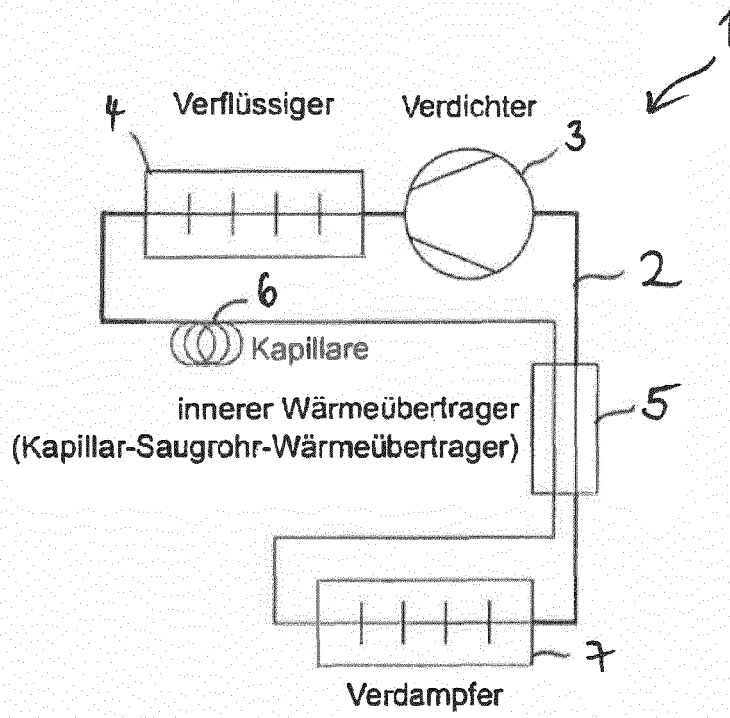 1
4 Verflüssiger Verdichter
3
2
6
Kapillare
innerer Wärmeübertrager
5
(Kapillar-Saugrohr-Wärmeübertrager)
7
Verdampfer